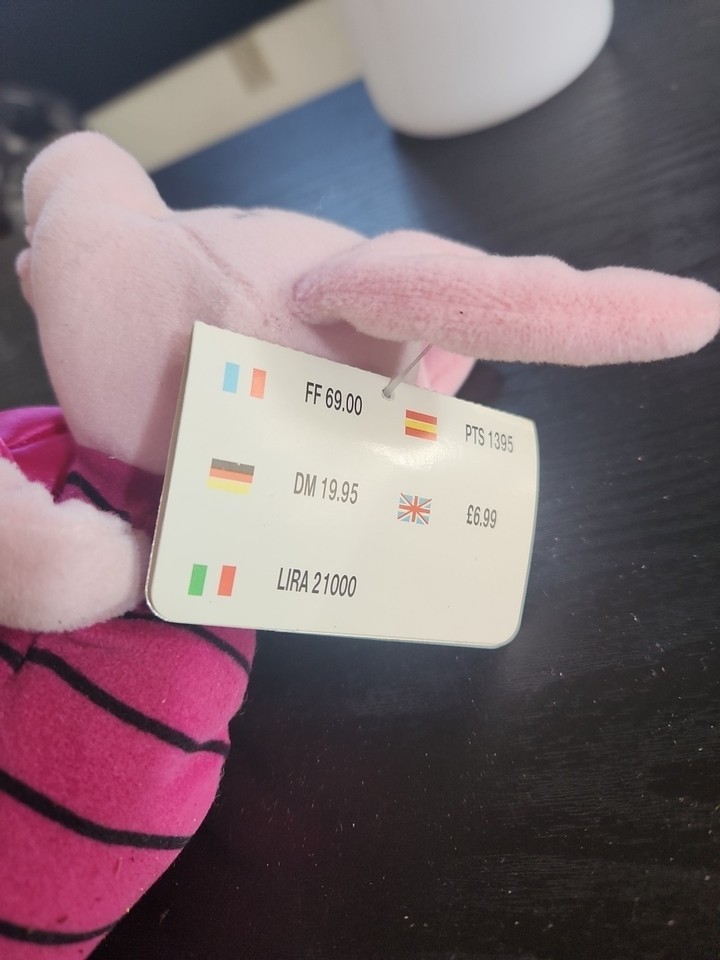 FF 69.00
PTS 1395
DM 19.95
£6.99
LIRA 21000